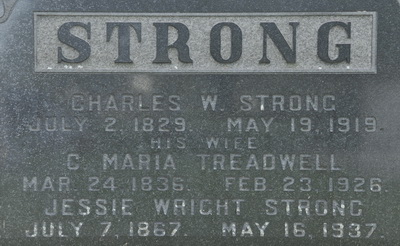 STRONG
CHARLES W. STRONG
JULY 2, 1829. MAY 19, 1919.
HIS WIFE
C. MARIA TREADWELL
MAR. 24 1836. FEB. 23, 1926.
JESSIE WRIGHT STRONG
JULY 7, 1867. MAY 16, 1937.